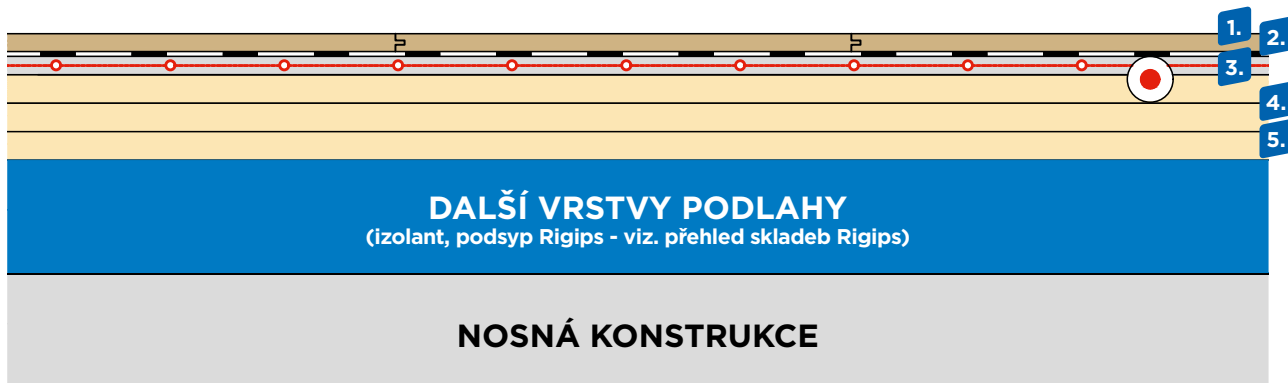 1.
2.
3.
4.
5.
DALŠÍ VRSTVY PODLAHY
(izolant, podsyp Rigips - viz. přehled skladeb Rigips)
NOSNÁ KONSTRUKCE